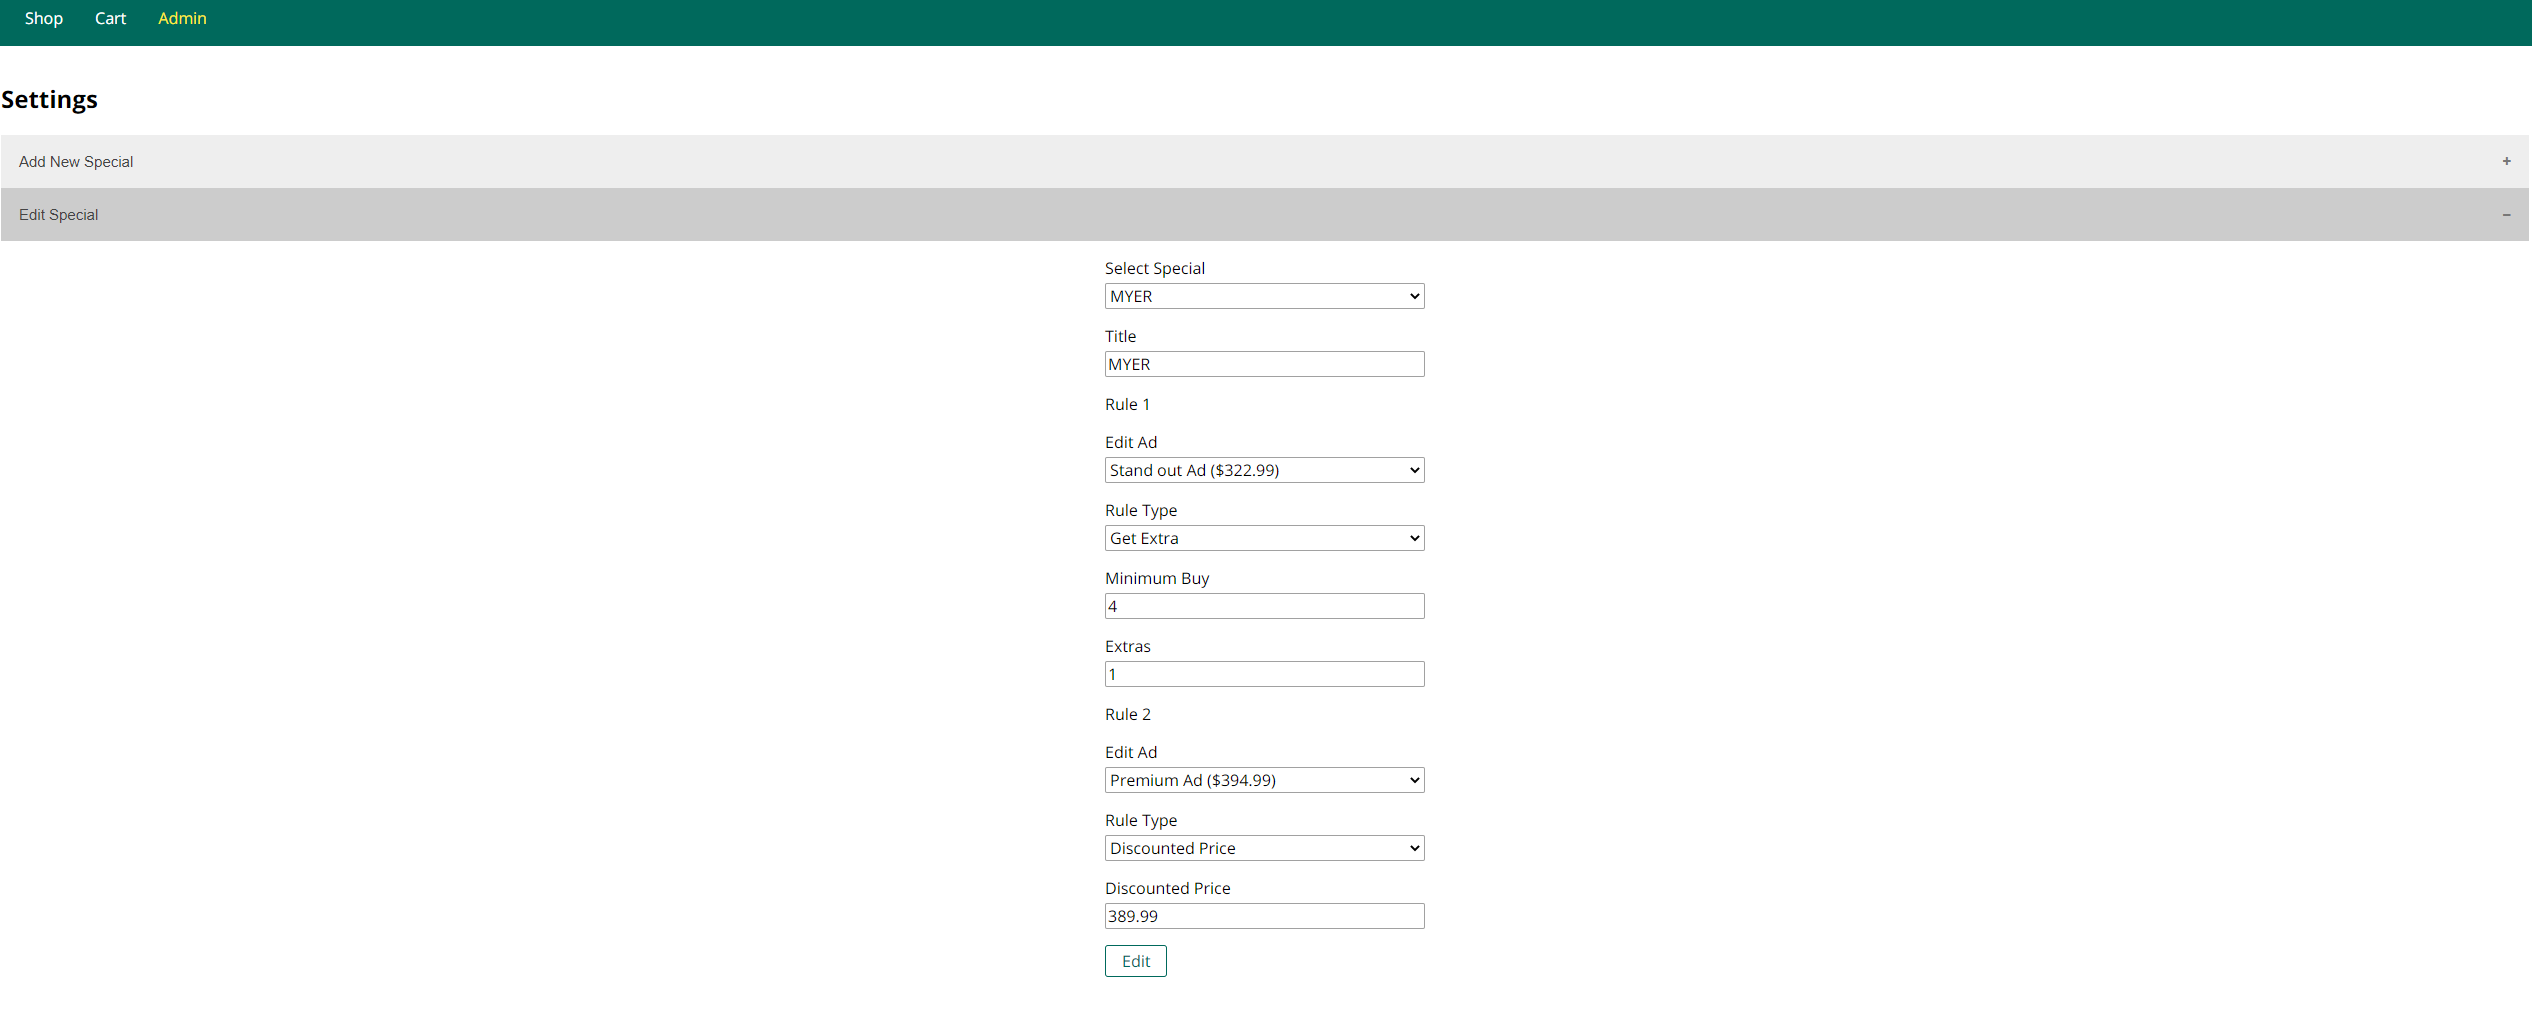 Shop Cart Admin
Settings
Add New Special +
Edit Special −
Select Special
MYER
Title
MYER
Rule 1
Edit Ad
Stand out Ad ($322.99)
Rule Type
Get Extra
Minimum Buy
4
Extras
1
Rule 2
Edit Ad
Premium Ad ($394.99)
Rule Type
Discounted Price
Discounted Price
389.99
Edit